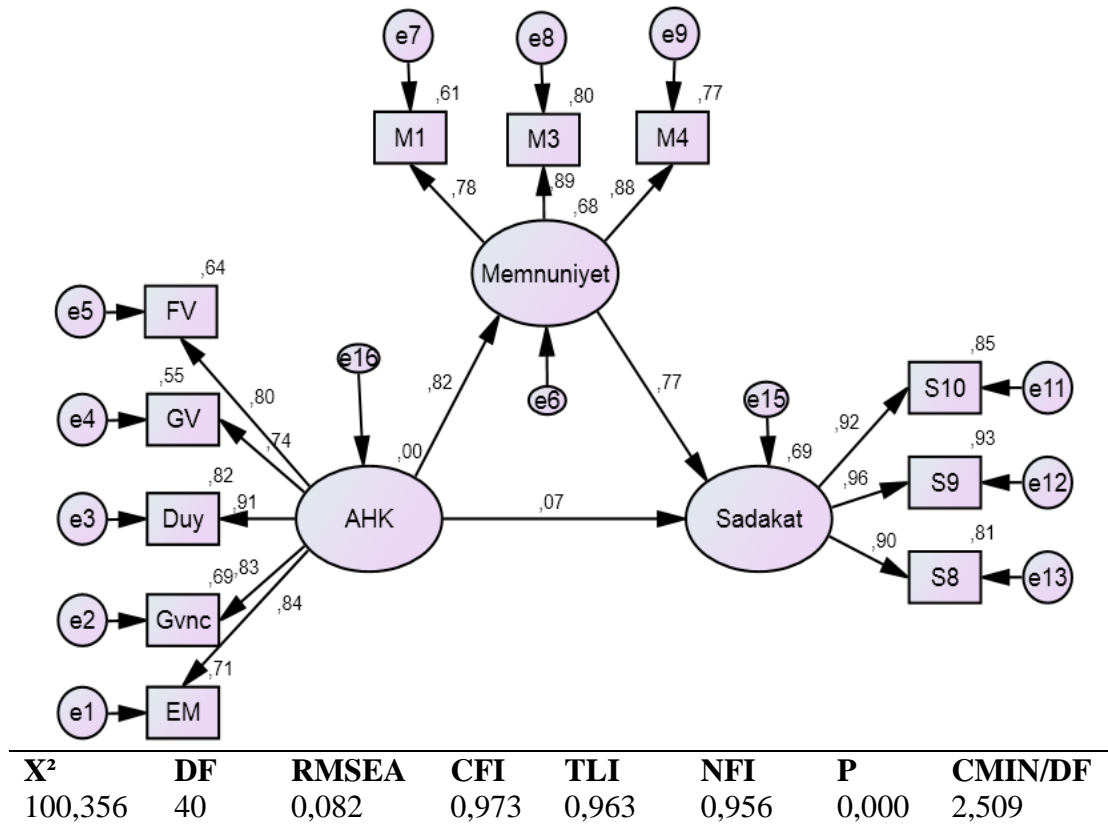 e7 e8 e9
,61 ,80 ,77
M1 M3 M4
,78 ,89 ,88
,68
Memnuniyet
,64
e5 FV
e16
,55 ,80 ,82 e6 ,77 e15 ,85
S10 e11
e4 GV
,74 ,92
,00 ,69 ,93
,82 ,96 S9 e12
e3 Duy ,91 AHK ,07 Sadakat
,90 ,81
,69 ,83 S8 e13
,84
e2 Gvnc
,71
e1 EM
X² DF RMSEA CFI TLI NFI P CMIN/DF
100,356 40 0,082 0,973 0,963 0,956 0,000 2,509